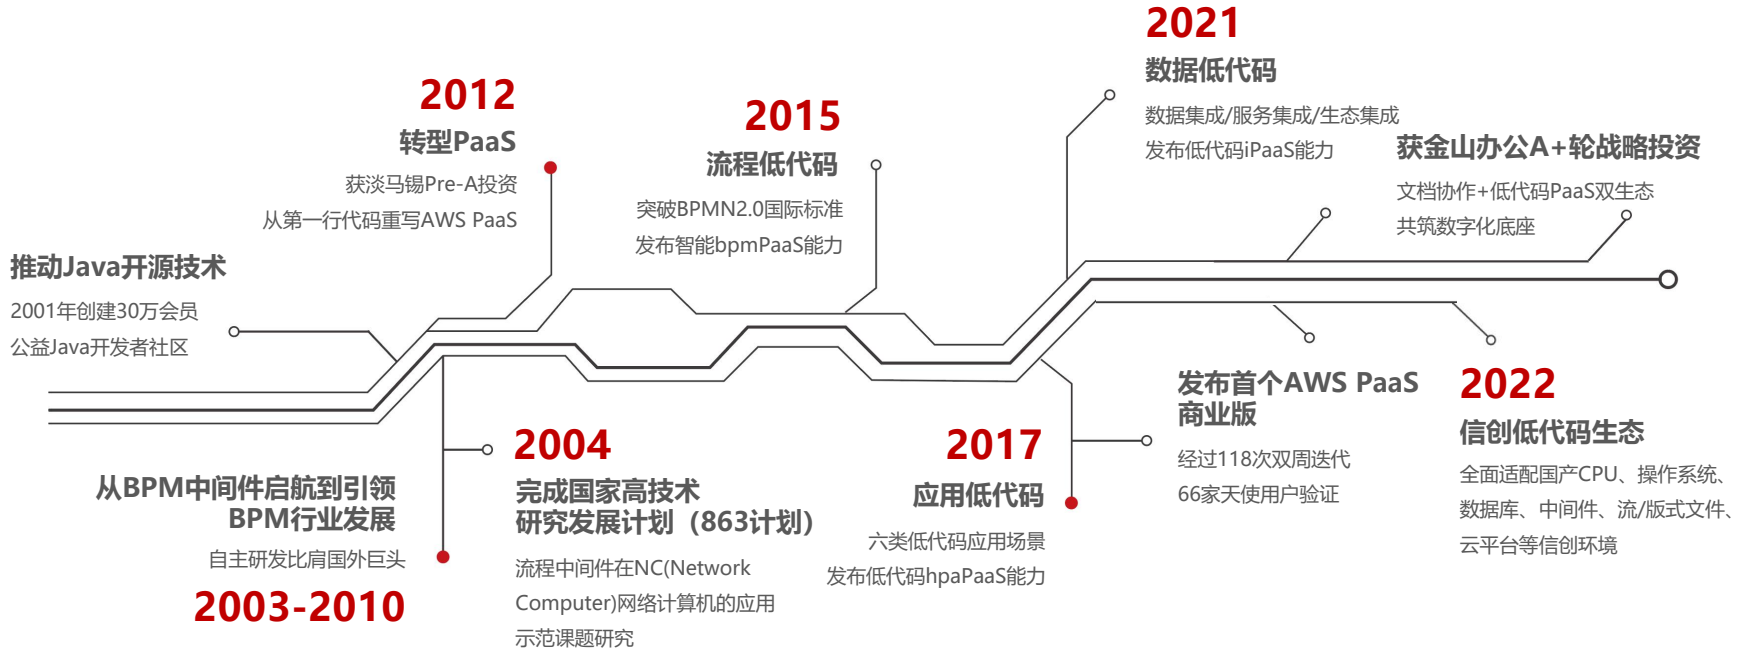 推动Java开源技术
2001年创建30万会员
公益Java开发者社区
2003-2010
从BPM中间件启航到引领
BPM行业发展
自主研发比肩国外巨头
2004
完成国家高技术
研究发展计划（863计划）
流程中间件在NC(Network
Computer)网络计算机的应用
示范课题研究
2012
转型PaaS
获淡马锡Pre-A投资
从第一行代码重写AWS PaaS
2015
流程低代码
突破BPMN2.0国际标准
发布智能bpmPaaS能力
2017
应用低代码
六类低代码应用场景
发布低代码hpaPaaS能力
发布首个AWS PaaS
商业版
经过118次双周迭代
66家天使用户验证
2021
数据低代码
数据集成/服务集成/生态集成
发布低代码iPaaS能力
获金山办公A+轮战略投资
文档协作+低代码PaaS双生态
共筑数字化底座
2022
信创低代码生态
全面适配国产CPU、操作系统、
数据库、中间件、流/版式文件、
云平台等信创环境